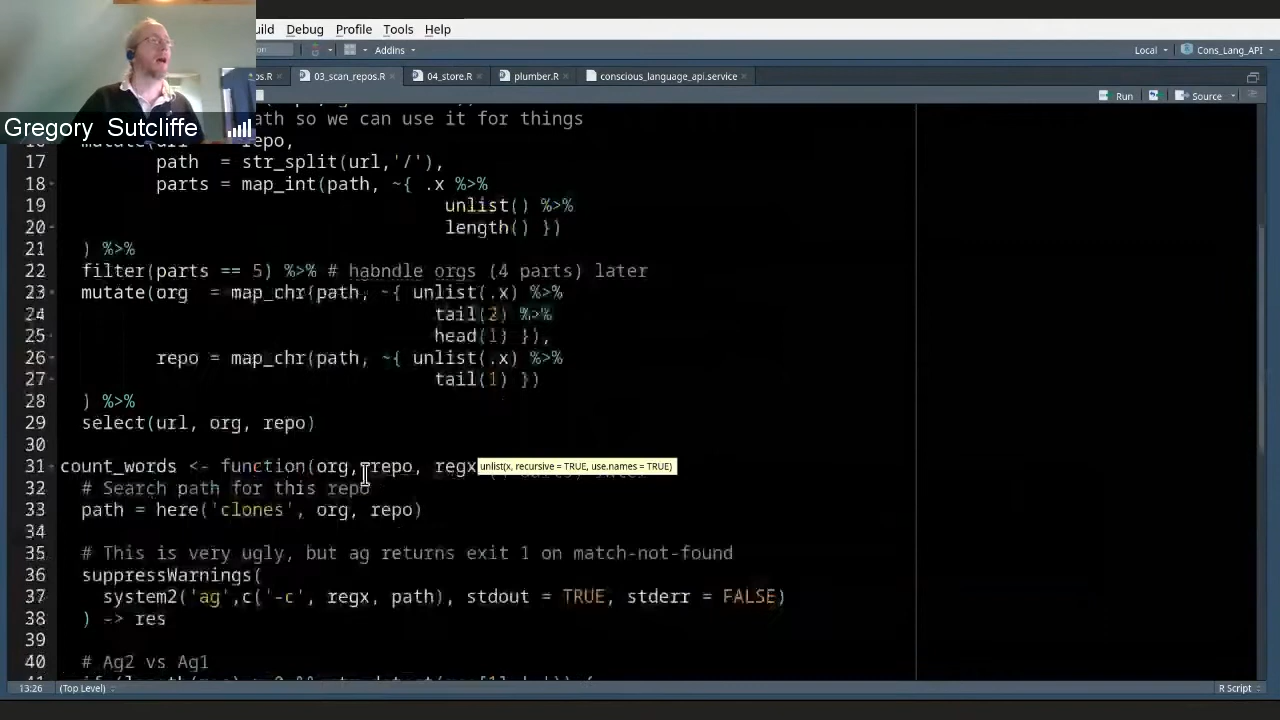 uild Debug Profile Tools Help
Addins
Local
Cons_Lang_API
os.R
03_scan_repos.R
04_store.R
plumber.R
conscious_language_api.service
Run
Source
Gregory Sutcliffe
ath so we can use it for things
mutate(url = repo,
17 path = str_split(url,'/'),
18 parts = map_int(path, ~{ .x %>%
19 unlist() %>%
20 length() })
21 ) %>%
22 filter(parts == 5) %>% # habndle orgs (4 parts) later
23 mutate(org = map_chr(path, ~{ unlist(.x) %>%
24 tail(2) %>%
25 head(1) }),
26 repo = map_chr(path, ~{ unlist(.x) %>%
27 tail(1) })
28 ) %>%
29 select(url, org, repo)
30
31 count_words <- function(org, repo, regx
unlist(x, recursive = TRUE, use.names = TRUE)
32 # Search path for this repo
33 path = here('clones', org, repo)
34
35 # This is very ugly, but ag returns exit 1 on match-not-found
36 suppressWarnings(
37 system2('ag',c('-c', regx, path), stdout = TRUE, stderr = FALSE)
38 ) -> res
39
40 # Ag2 vs Ag1
13:26 (Top Level)
R Script